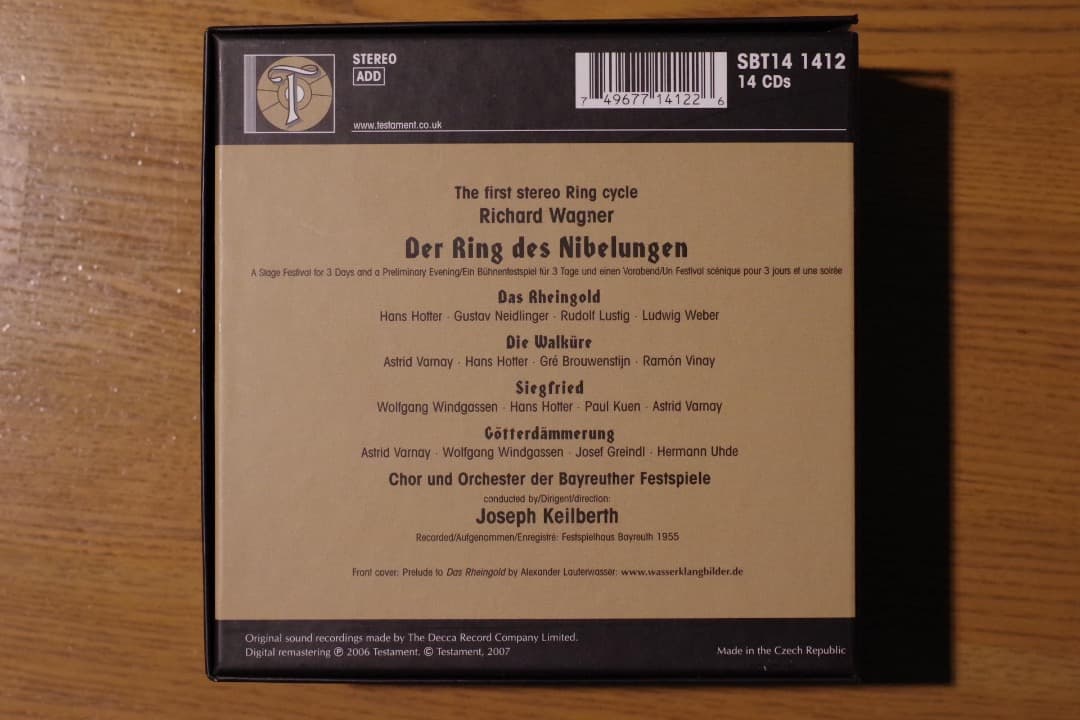 STEREO
ADD
www.testament.co.uk
7 49677 14122 6
SBT14 1412
14 CDs
The first stereo Ring cycle
Richard Wagner
Der Ring des Nibelungen
A Stage Festival for 3 Days and a Preliminary Evening/Ein Bühnenfestspiel für 3 Tage und einen Vorabend/Un Festival scénique pour 3 jours et une soirée
Das Rheingold
Hans Hotter · Gustav Neidlinger · Rudolf Lustig · Ludwig Weber
Die Walküre
Astrid Varnay · Hans Hotter · Gré Brouwenstijn · Ramón Vinay
Siegfried
Wolfgang Windgassen · Hans Hotter · Paul Kuen · Astrid Varnay
Götterdämmerung
Astrid Varnay · Wolfgang Windgassen · Josef Greindl · Hermann Uhde
Chor und Orchester der Bayreuther Festspiele
conducted by/Dirigent/direction:
Joseph Keilberth
Recorded/Aufgenommen/Enregistré: Festspielhaus Bayreuth 1955
Front cover: Prelude to Das Rheingold by Alexander Lauterwasser: www.wasserklangbilder.de
Original sound recordings made by The Decca Record Company Limited.
Digital remastering ℗ 2006 Testament. © Testament, 2007
Made in the Czech Republic